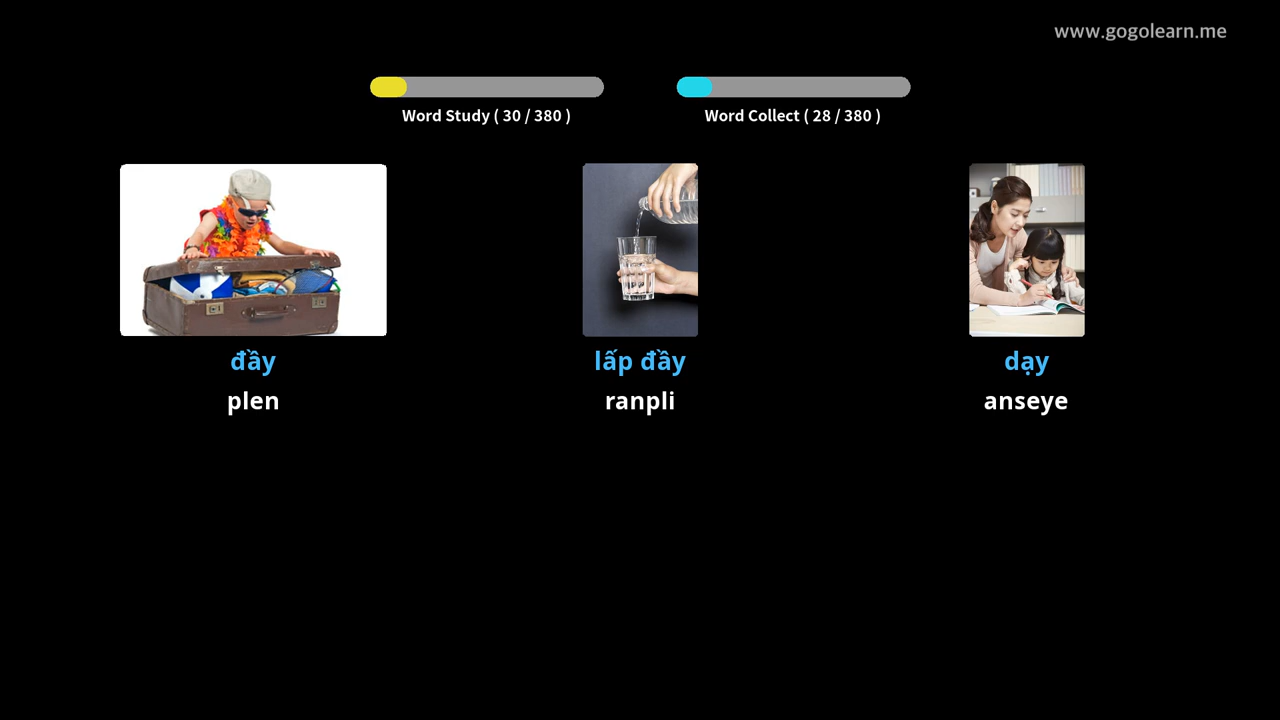 www.gogolearn.me
Word Study ( 30 / 380 )
Word Collect ( 28 / 380 )
đầy
lấp đầy
dạy
plen
ranpli
anseye